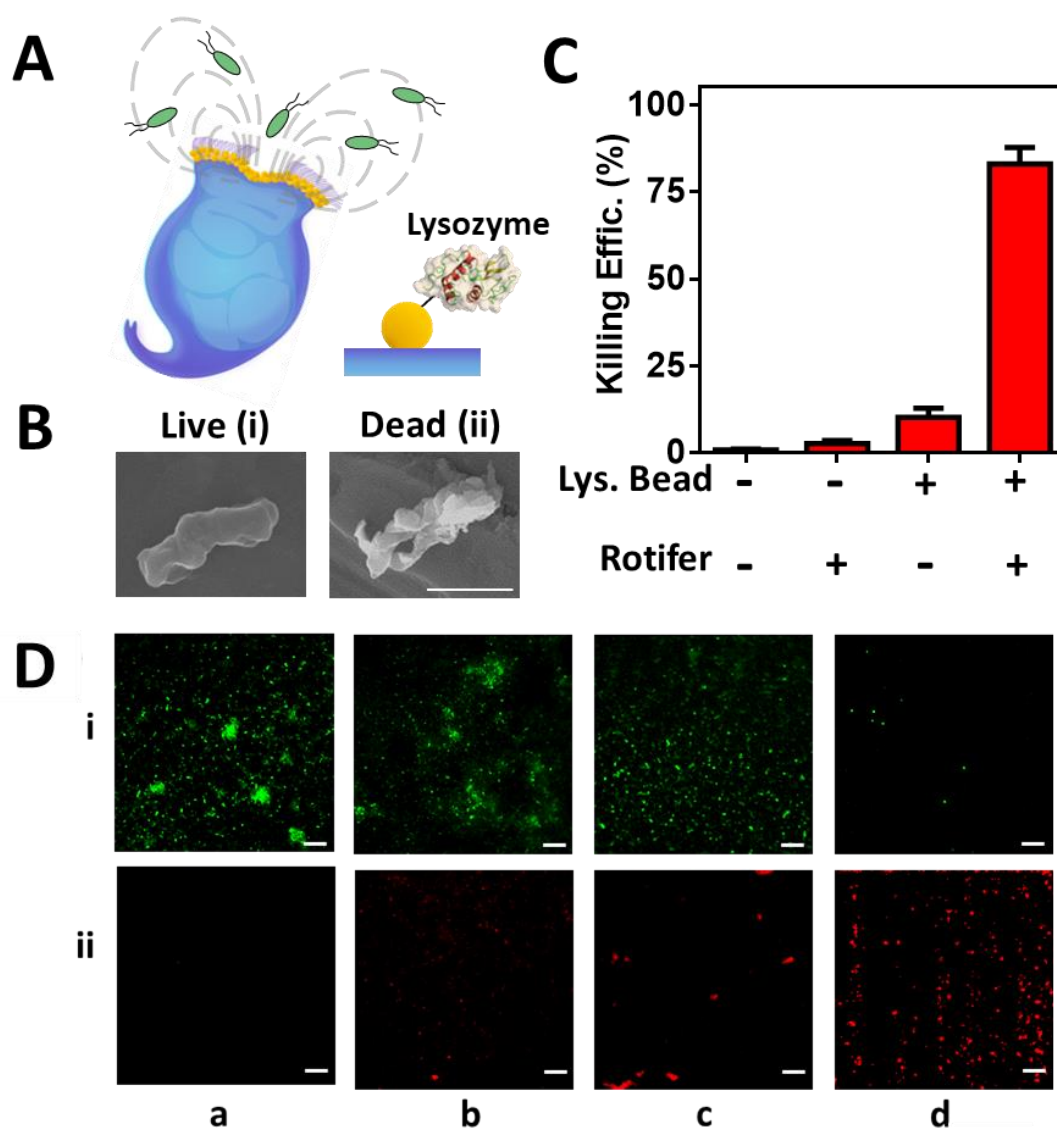 A
Lysozyme
B
Live (i)
Dead (ii)
C
Killing Effic. (%)
100
75
50
25
0
Lys. Bead - - + +
Rotifer - + - +
D
i
ii
a b c d